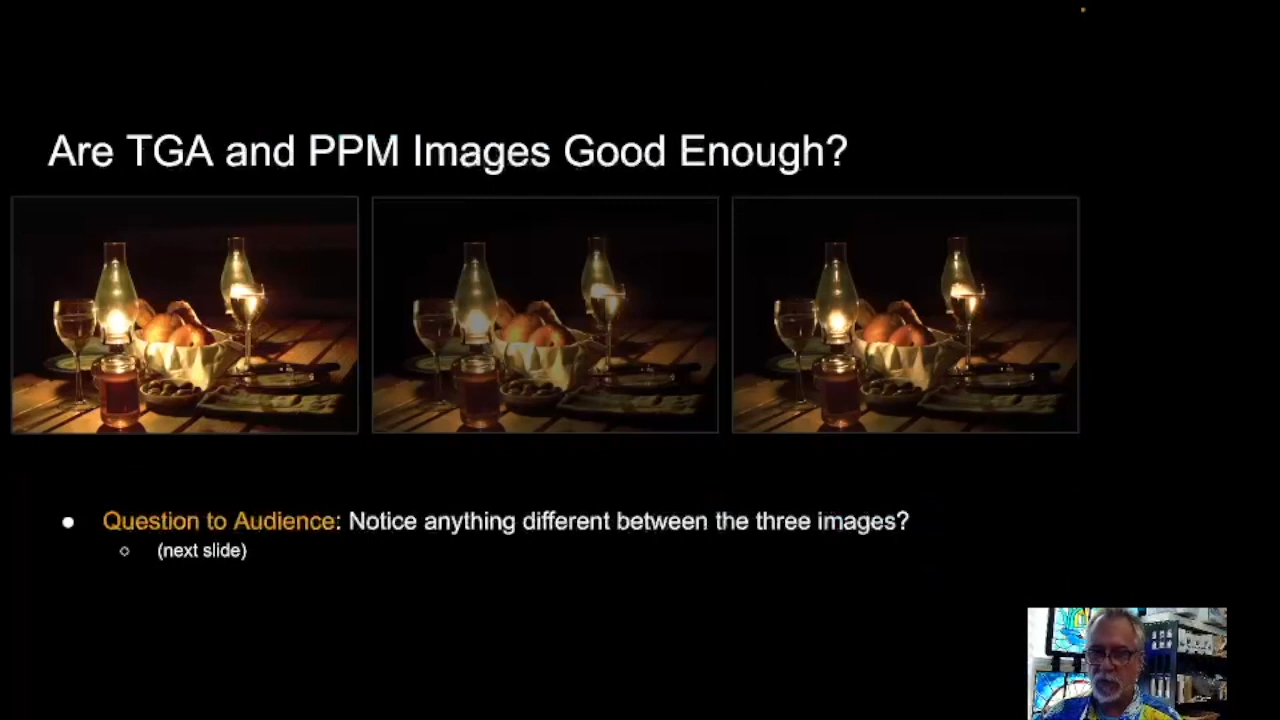 Are TGA and PPM Images Good Enough?
Question to Audience: Notice anything different between the three images?
(next slide)